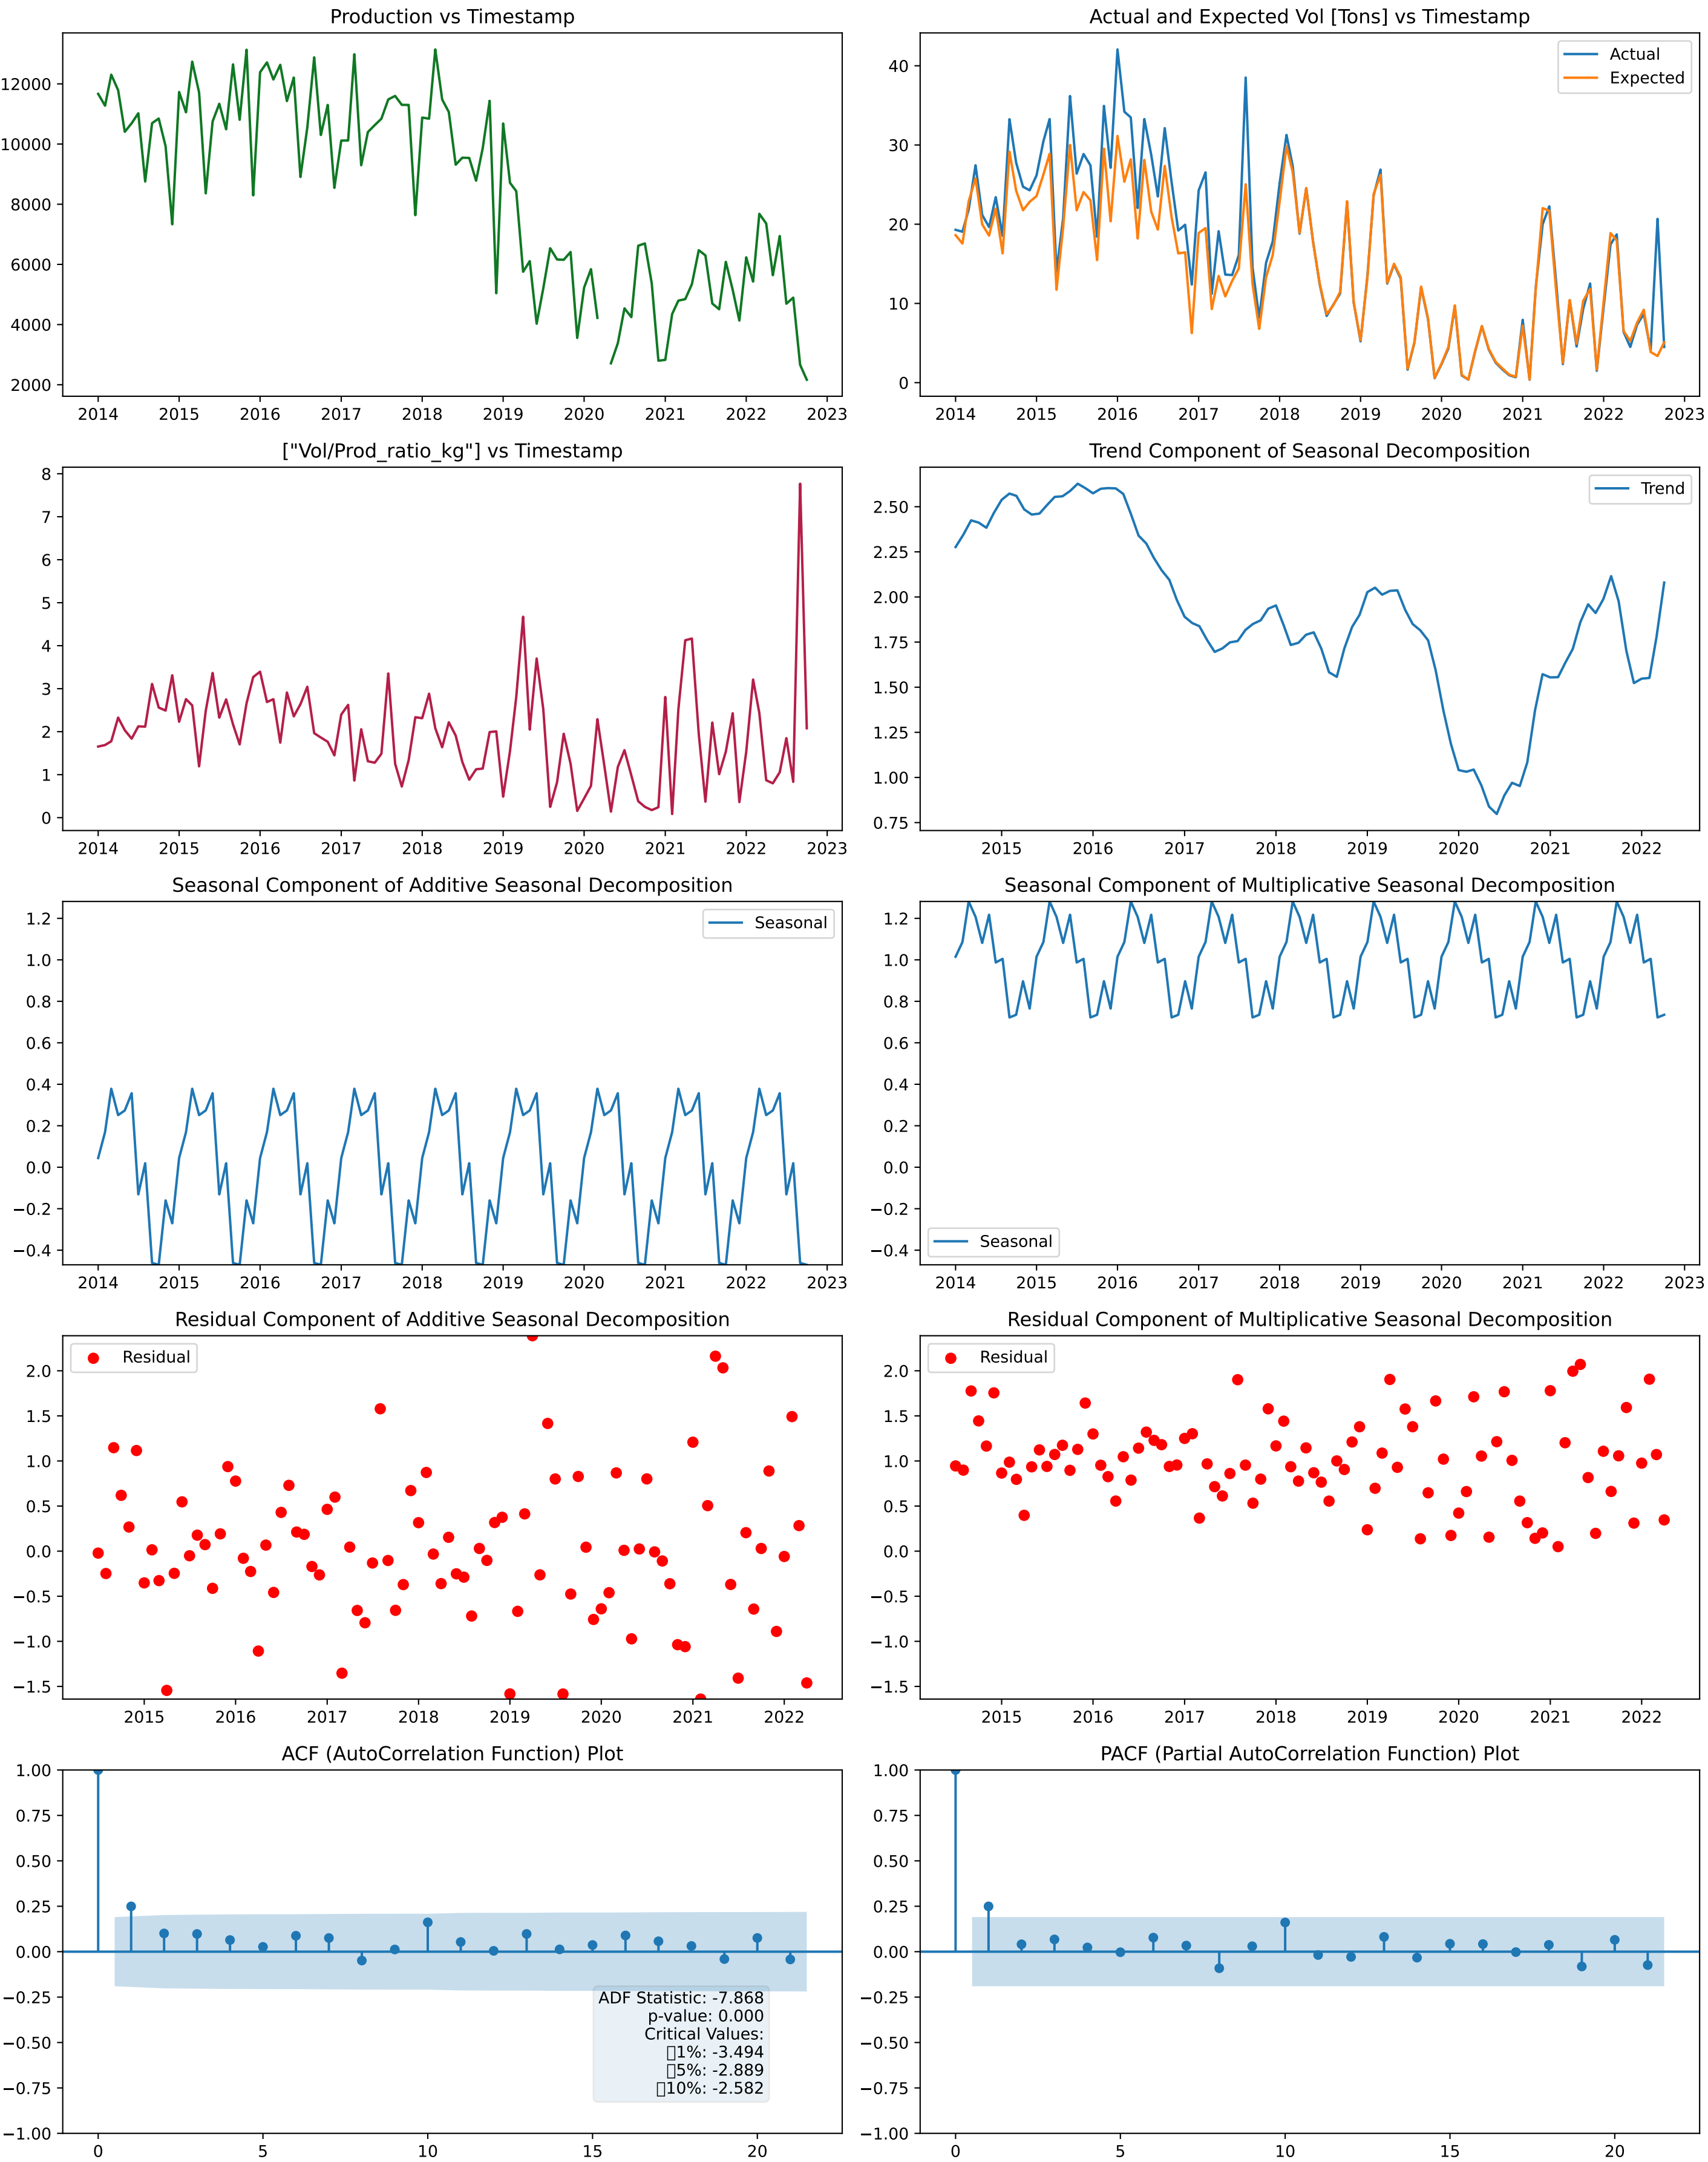 Production vs Timestamp
12000
10000
8000
6000
4000
2000
2014 2015 2016 2017 2018 2019 2020 2021 2022 2023
Actual and Expected Vol [Tons] vs Timestamp
Actual
Expected
40
30
20
10
0
2014 2015 2016 2017 2018 2019 2020 2021 2022 2023
["Vol/Prod_ratio_kg"] vs Timestamp
8
7
6
5
4
3
2
1
0
2014 2015 2016 2017 2018 2019 2020 2021 2022 2023
Trend Component of Seasonal Decomposition
Trend
2.50
2.25
2.00
1.75
1.50
1.25
1.00
0.75
2015 2016 2017 2018 2019 2020 2021 2022
Seasonal Component of Additive Seasonal Decomposition
Seasonal
1.2
1.0
0.8
0.6
0.4
0.2
0.0
−0.2
−0.4
2014 2015 2016 2017 2018 2019 2020 2021 2022 2023
Seasonal Component of Multiplicative Seasonal Decomposition
1.2
1.0
0.8
0.6
0.4
0.2
0.0
−0.2
−0.4
Seasonal
2014 2015 2016 2017 2018 2019 2020 2021 2022 2023
Residual Component of Additive Seasonal Decomposition
Residual
2.0
1.5
1.0
0.5
0.0
−0.5
−1.0
−1.5
2015 2016 2017 2018 2019 2020 2021 2022
Residual Component of Multiplicative Seasonal Decomposition
Residual
2.0
1.5
1.0
0.5
0.0
−0.5
−1.0
−1.5
2015 2016 2017 2018 2019 2020 2021 2022
ACF (AutoCorrelation Function) Plot
1.00
0.75
0.50
0.25
0.00
−0.25
−0.50
−0.75
−1.00
ADF Statistic: -7.868
p-value: 0.000
Critical Values:
▯1%: -3.494
▯5%: -2.889
▯10%: -2.582
0 5 10 15 20
PACF (Partial AutoCorrelation Function) Plot
1.00
0.75
0.50
0.25
0.00
−0.25
−0.50
−0.75
−1.00
0 5 10 15 20